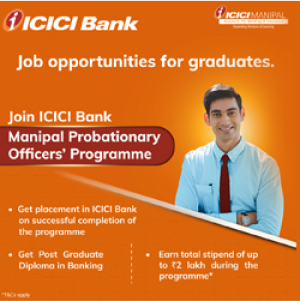 ICICI Bank
ICICI MANIPAL
Job opportunities for graduates.
Join ICICI Bank
Manipal Probationary
Officers' Programme
• Get placement in ICICI Bank
on successful completion of
the programme
• Get Post Graduate
Diploma in Banking
• Earn total stipend of up
to ₹2 lakh during the
programme*
*T&Cs apply